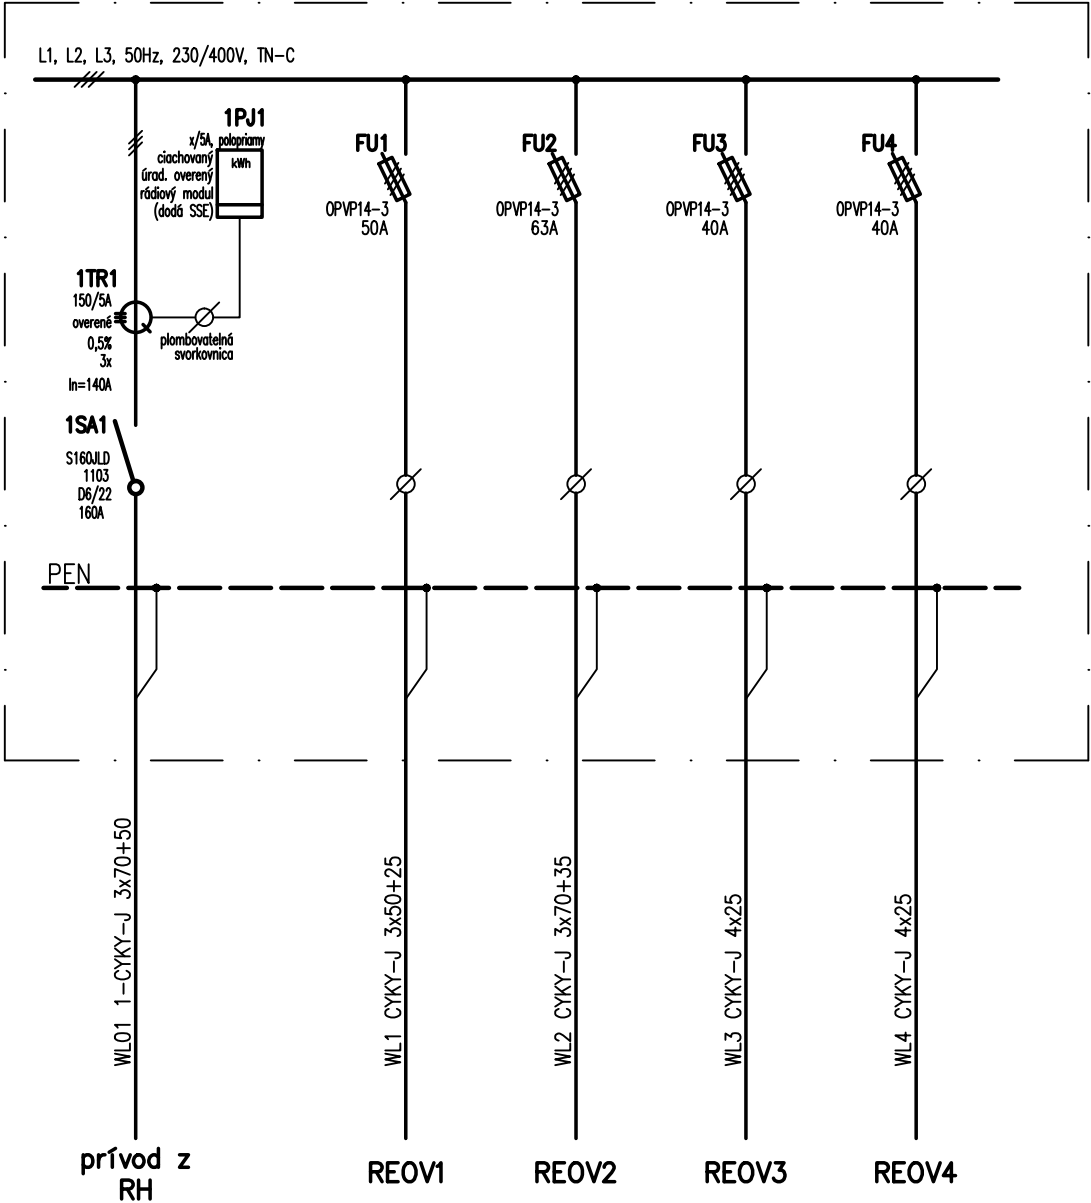 L1, L2, L3, 50Hz, 230/400V, TN-C
1PJ1
x/5A, polopriamy
ciachovaný
úrad. overený
rádiový modul
(dodá SSE)
kWh
1TR1
150/5A
overené
0,5%
3x
In=140A
plombovatelná
svorkovnica
1SA1
S160JLD
1103
D6/22
160A
FU1
OPVP14-3
50A
FU2
OPVP14-3
63A
FU3
OPVP14-3
40A
FU4
OPVP14-3
40A
PEN
WL01 1-CYKY-J 3x70+50
WL1 CYKY-J 3x50+25
WL2 CYKY-J 3x70+35
WL3 CYKY-J 4x25
WL4 CYKY-J 4x25
prívod z
RH
REOV1
REOV2
REOV3
REOV4